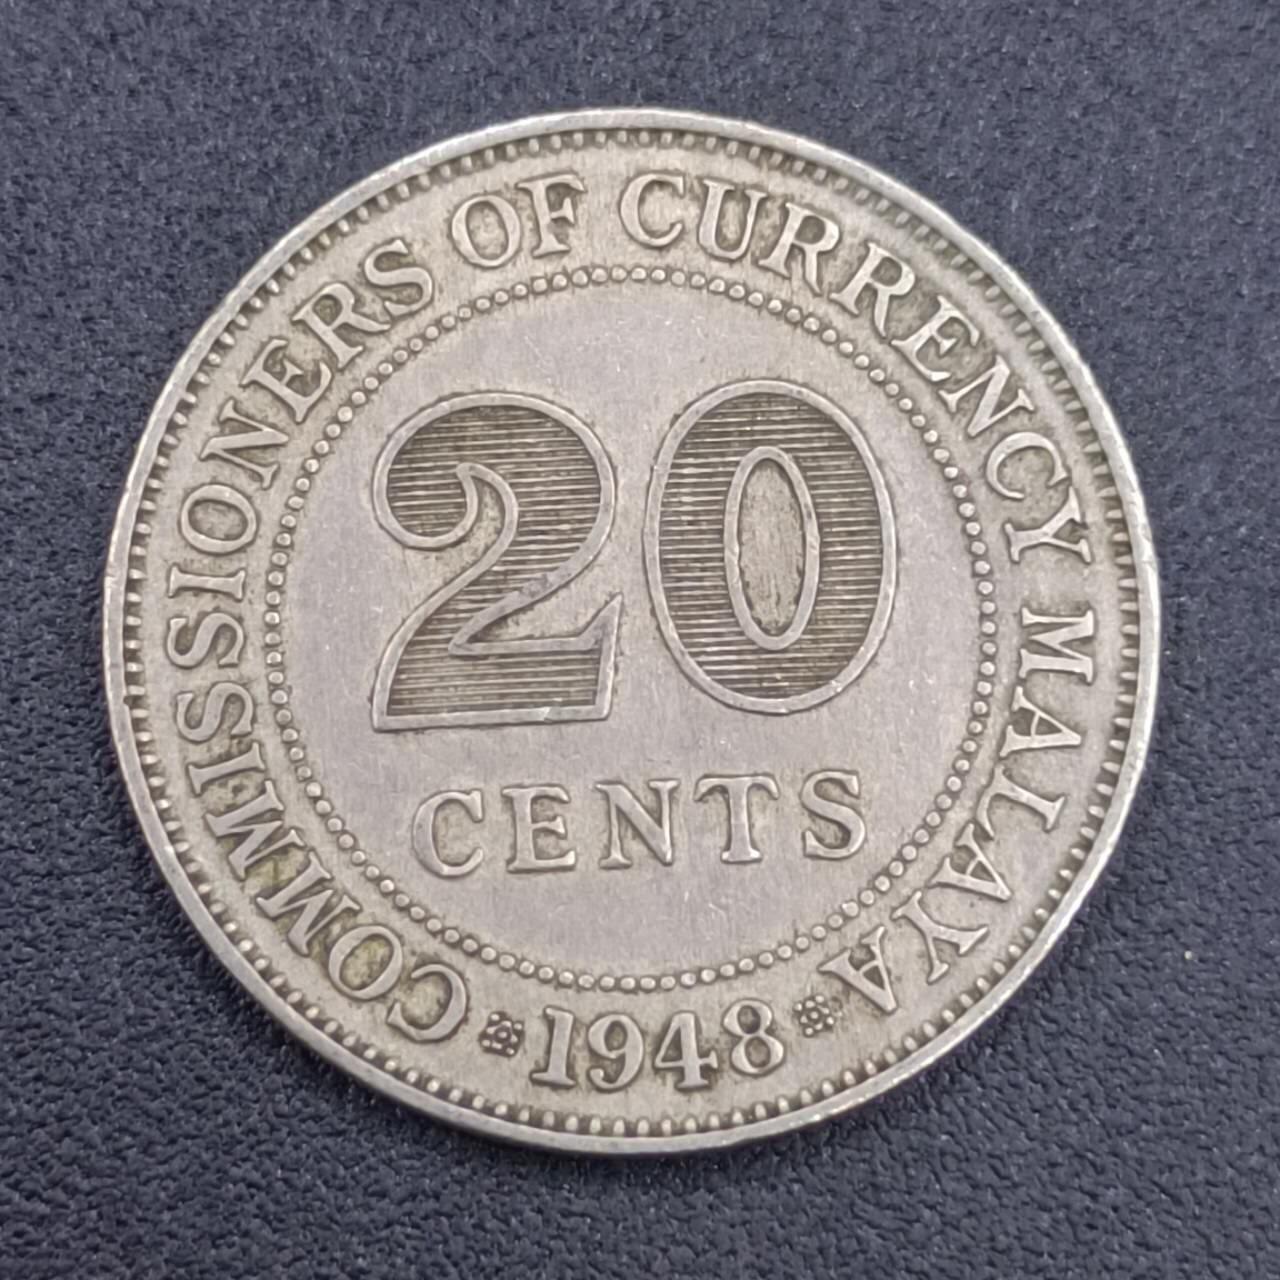 COMMISSIONERS OF CURRENCY MALAYA
20
CENTS
1948